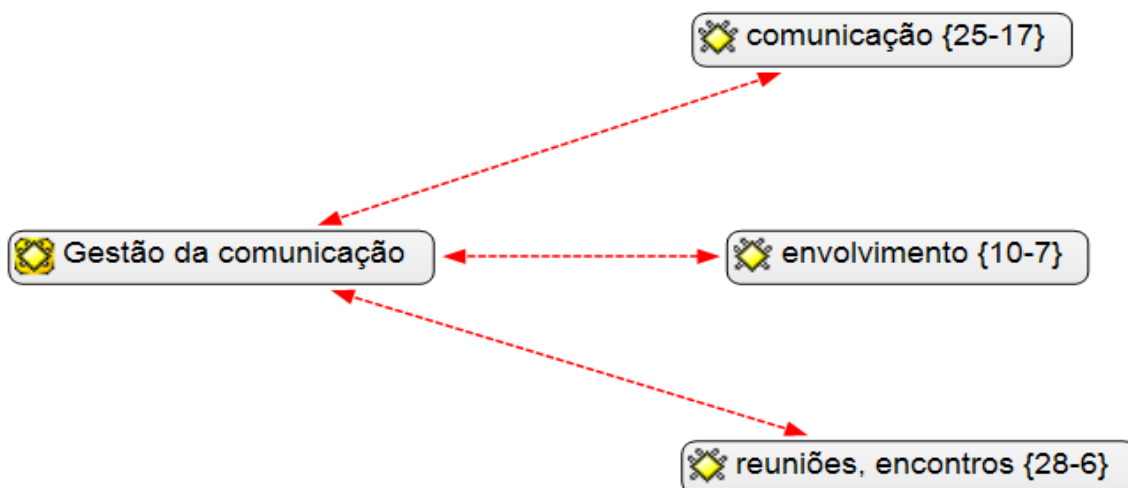 comunicação {25-17}
Gestão da comunicação
envolvimento {10-7}
reuniões, encontros {28-6}